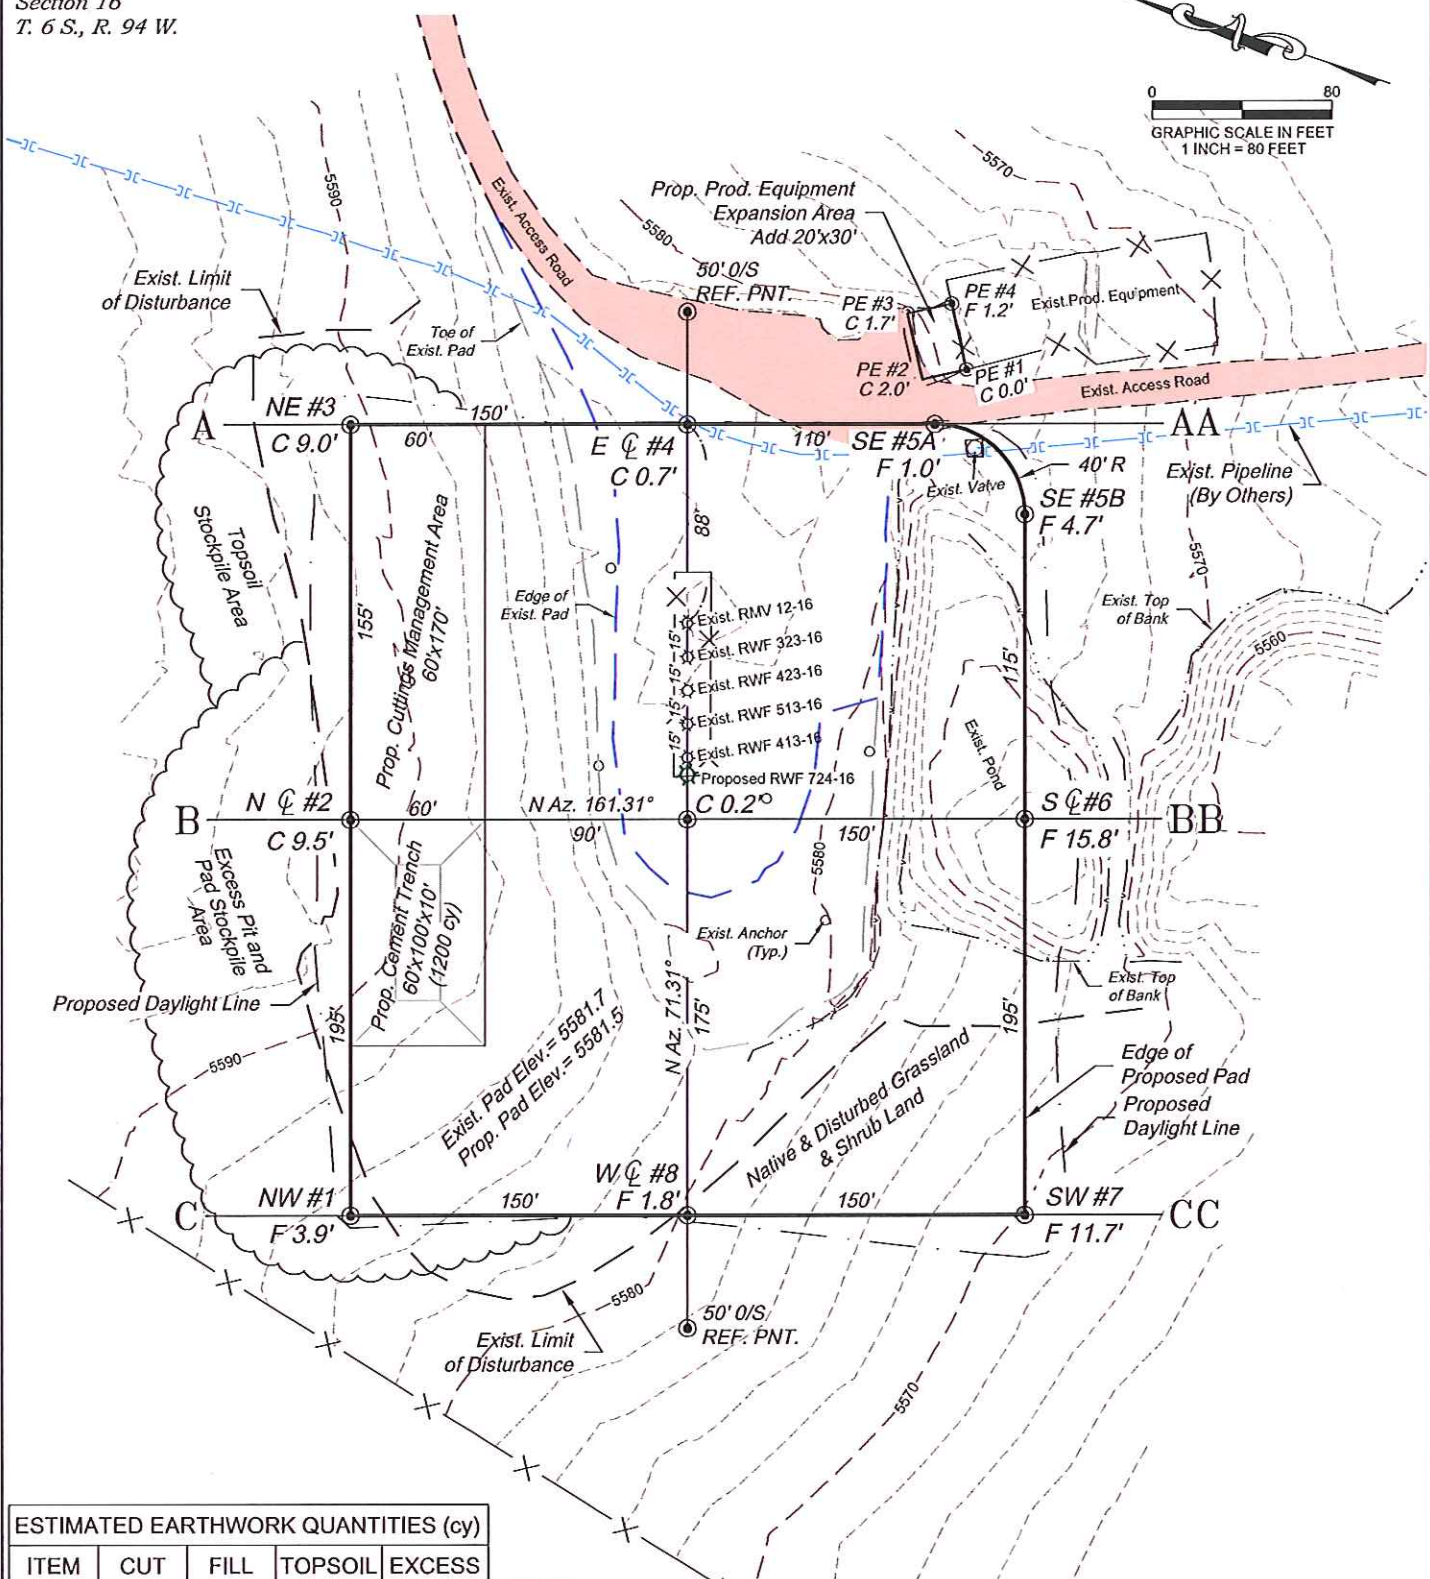 Section 16
T. 6 S., R. 94 W.
0 80
GRAPHIC SCALE IN FEET
1 INCH = 80 FEET
5590
5570
Exist. Access Road
Prop. Prod. Equipment
Expansion Area
Add 20'x30'
5580
Exist. Limit
of Disturbance
50' O/S
REF. PNT.
PE #3
C 1.7'
PE #4
F 1.2'
Exist. Prod. Equipment
Toe of
Exist. Pad
PE #2
C 2.0'
PE #1
C 0.0'
Exist. Access Road
A
NE #3
C 9.0'
150'
60'
E ℄ #4
C 0.7'
110'
SE #5A
F 1.0'
AA
40' R
Exist. Pipeline
(By Others)
Exist. Valve
SE #5B
F 4.7'
Topsoil
Stockpile Area
155'
Prop. Cuttings Management Area
60'x170'
88'
5570
Edge of
Exist. Pad
Exist. RMV 12-16
Exist. RWF 323-16
Exist. RWF 423-16
Exist. RWF 513-16
Exist. RWF 413-16
Proposed RWF 724-16
15'
15'
15'
15'
Exist. Top
of Bank
5560
115'
Exist. Pond
B
N ℄ #2
C 9.5'
60'
N Az. 161.31°
90'
C 0.2'
150'
S ℄ #6
F 15.8'
BB
5580
Excess Pit and
Pad Stockpile
Area
Prop. Cement Trench
60'x100'x10'
(1200 cy)
Exist. Anchor
(Typ.)
Exist. Top
of Bank
Proposed Daylight Line
195'
N Az. 71.31°
175'
195'
5590
Exist. Pad Elev.= 5581.7
Prop. Pad Elev.= 5581.5
Native & Disturbed Grassland
& Shrub Land
Edge of
Proposed Pad
Proposed
Daylight Line
C
NW #1
F 3.9'
150'
W ℄ #8
F 1.8'
150'
SW #7
F 11.7'
CC
5580
50' O/S
REF. PNT.
Exist. Limit
of Disturbance
5570
ESTIMATED EARTHWORK QUANTITIES (cy)
ITEM CUT FILL TOPSOIL EXCESS